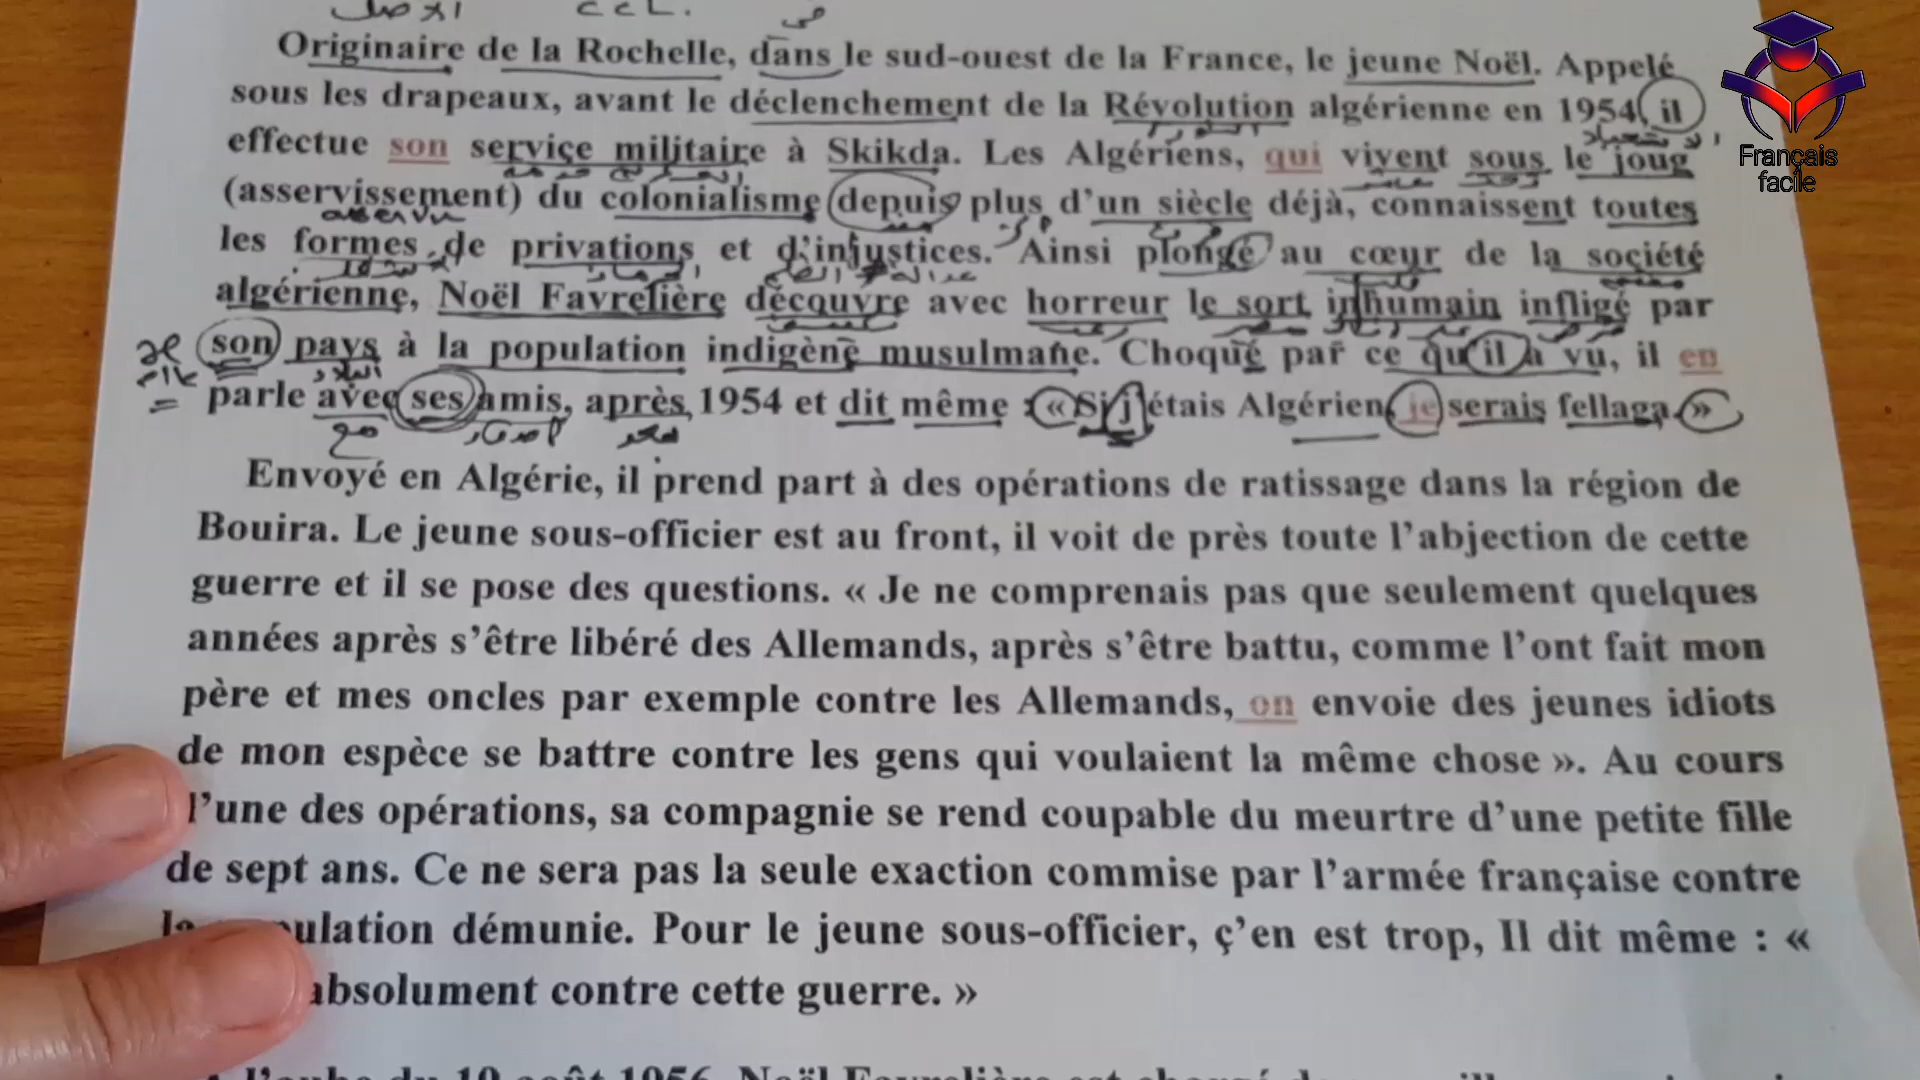 Originaire de la Rochelle, dans le sud-ouest de la France, le jeune Noël. Appelé
sous les drapeaux, avant le déclenchement de la Révolution algérienne en 1954, il
effectue son service militaire à Skikda. Les Algériens, qui vivent sous le joug
(asservissement) du colonialisme depuis plus d'un siècle déjà, connaissent toutes
les formes de privations et d'injustices. Ainsi plongé au cœur de la société
algérienne, Noël Favrelière découvre avec horreur le sort inhumain infligé par
son pays à la population indigène musulmane. Choqué par ce qu'il a vu, il en
parle avec ses amis, après 1954 et dit même : « Si j'étais Algérien, je serais fellaga. »
مع
Envoyé en Algérie, il prend part à des opérations de ratissage dans la région de
Bouira. Le jeune sous-officier est au front, il voit de près toute l'abjection de cette
guerre et il se pose des questions. « Je ne comprenais pas que seulement quelques
années après s'être libéré des Allemands, après s'être battu, comme l'ont fait mon
père et mes oncles par exemple contre les Allemands, on envoie des jeunes idiots
de mon espèce se battre contre les gens qui voulaient la même chose ». Au cours
l'une des opérations, sa compagnie se rend coupable du meurtre d'une petite fille
de sept ans. Ce ne sera pas la seule exaction commise par l'armée française contre
démunie. Pour le jeune sous-officier, ç'en est trop, Il dit même : «
absolument contre cette guerre. »
Français
facile